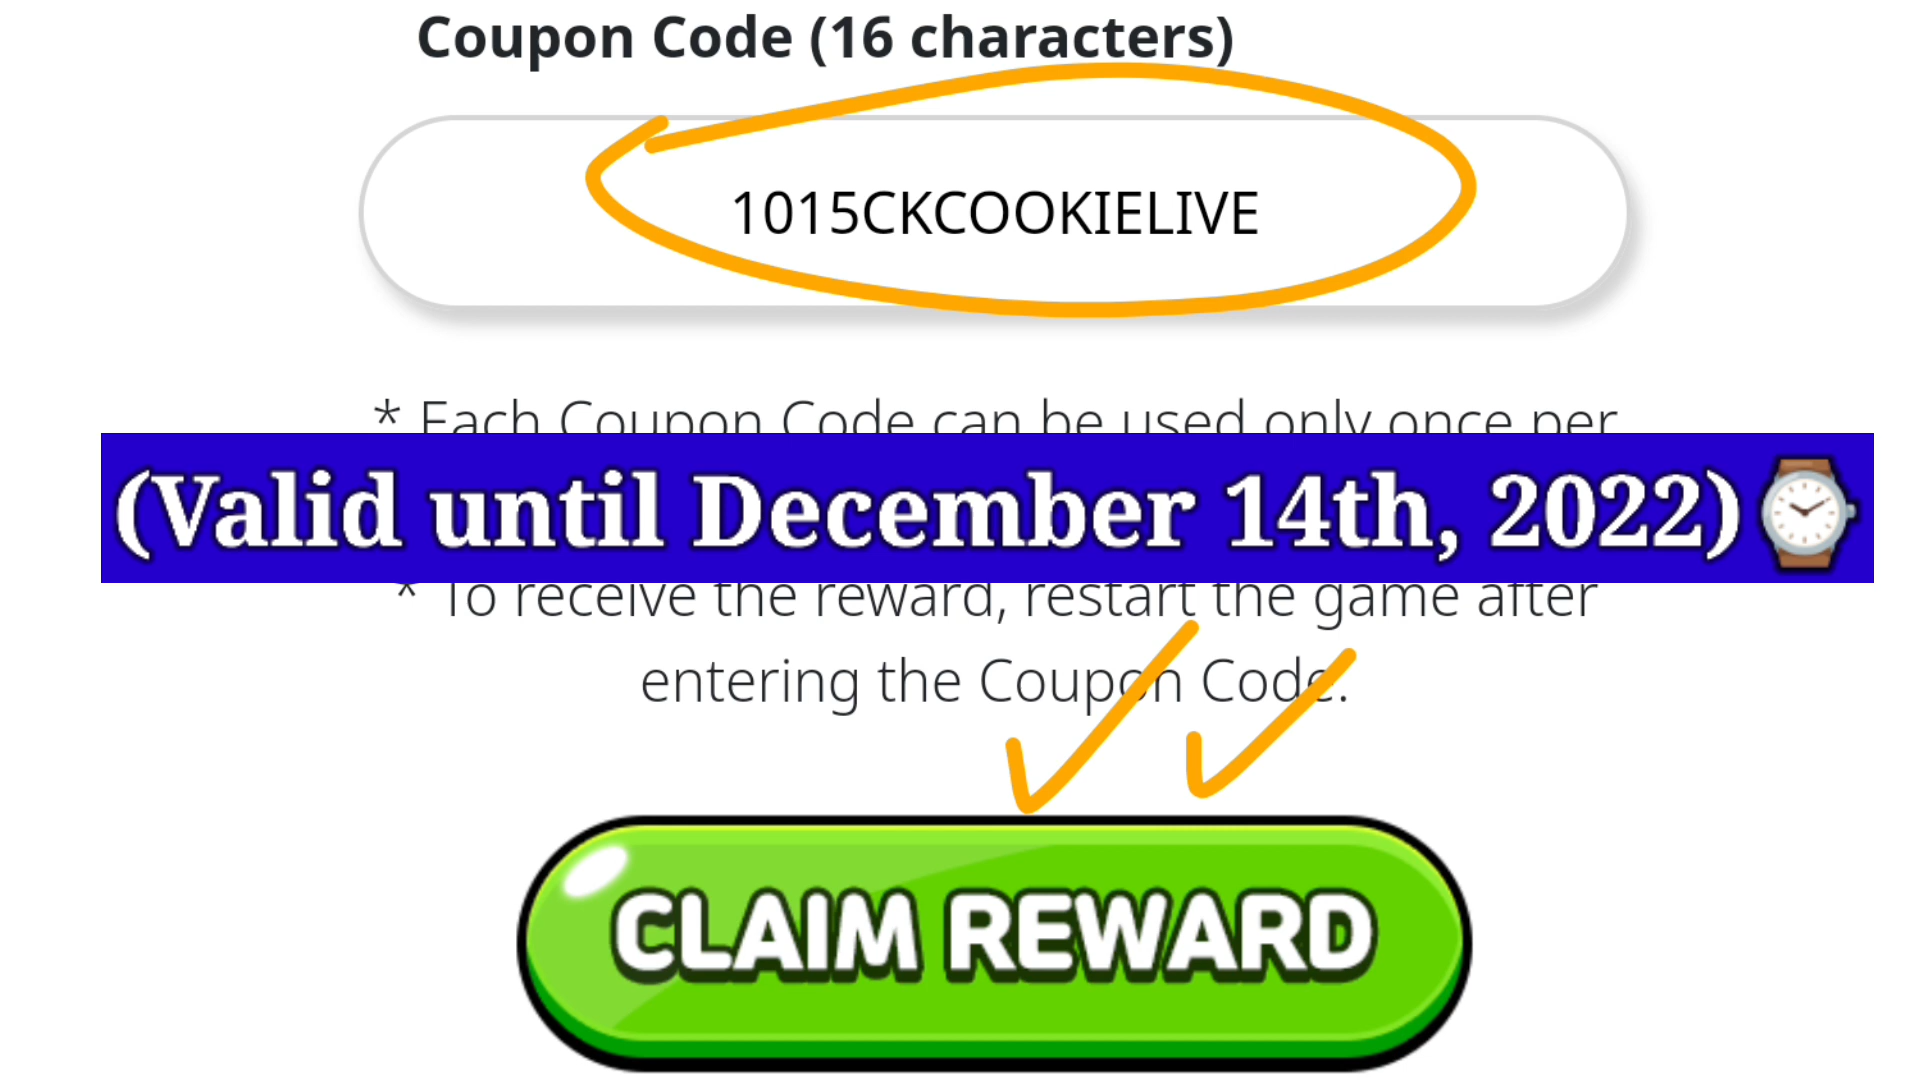 Coupon Code (16 characters)
1015CKCOOKIELIVE
* Each Coupon Code can be used only once per
(Valid until December 14th, 2022)
* To receive the reward, restart the game after
entering the Coupon Code.
CLAIM REWARD